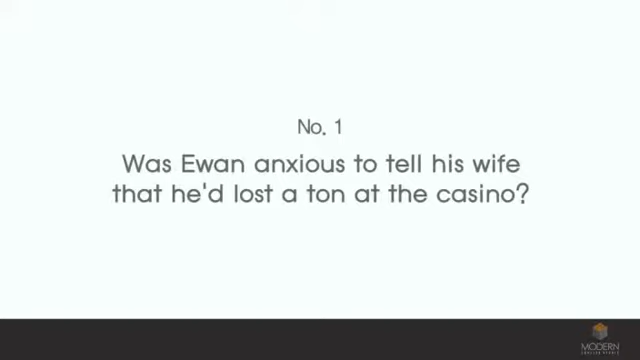 No. 1
Was Ewan anxious to tell his wife
that he'd lost a ton at the casino?
MODERN